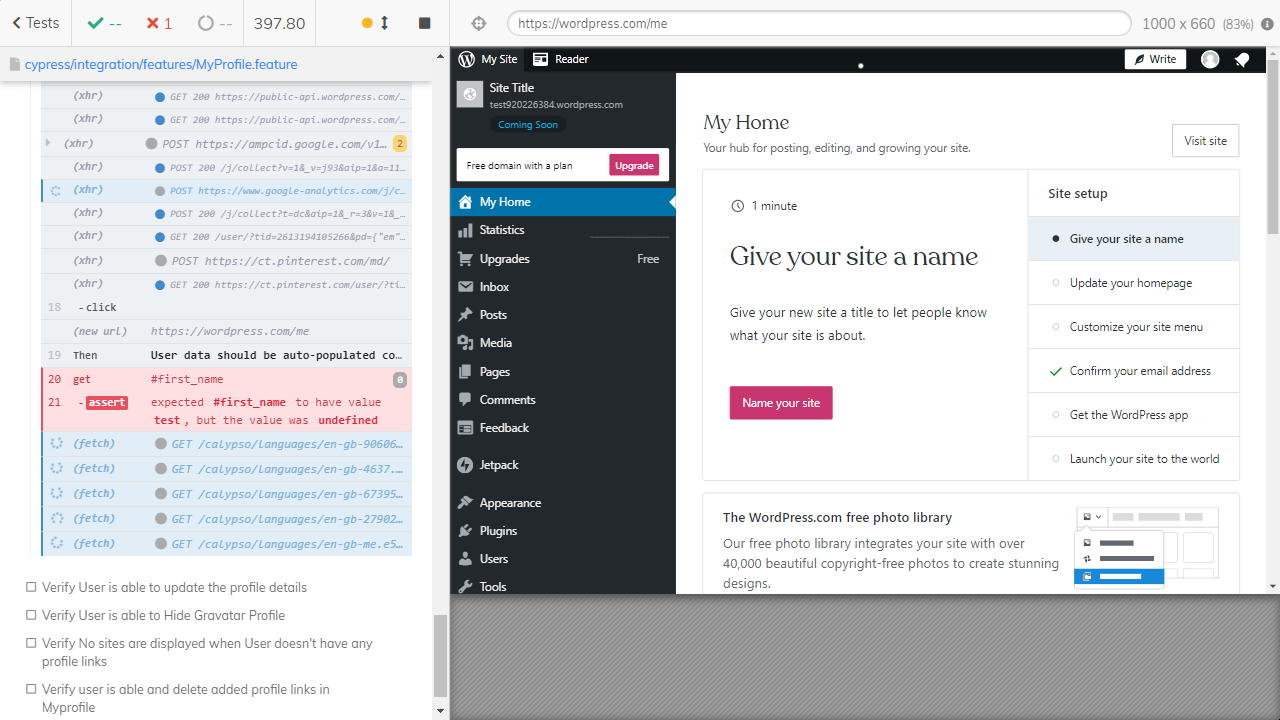 Tests
--
1
--
397.80
https://wordpress.com/me
1000 x 660 (83%)
cypress/integration/features/MyProfile.feature
(xhr) GET 200 https://public-api.wordpress.com/…
(xhr) GET 200 https://public-api.wordpress.com/…
(xhr) POST https://ampcid.google.com/v1… 2
(xhr) POST 200 /j/collect?v=1&_v=j93&aip=1&a=11…
(xhr) POST https://www.google-analytics.com/j/c…
(xhr) POST 200 /j/collect?t=dc&aip=1&_r=3&v=1&_…
(xhr) GET 200 /user/?tid=2613194105266&pd={"em"…
(xhr) POST https://ct.pinterest.com/md/
(xhr) GET 200 https://ct.pinterest.com/user/?ti…
18 -click
(new url) https://wordpress.com/me
19 Then User data should be auto-populated co…
20 get #first_name 0
21 -assert expected #first_name to have value
test, but the value was undefined
(fetch) GET /calypso/languages/en-gb-90606…
(fetch) GET /calypso/languages/en-gb-4637.…
(fetch) GET /calypso/languages/en-gb-67395…
(fetch) GET /calypso/languages/en-gb-27902…
(fetch) GET /calypso/languages/en-gb-me.e5…
Verify User is able to update the profile details
Verify User is able to Hide Gravatar Profile
Verify No sites are displayed when User doesn't have any
profile links
Verify user is able and delete added profile links in
Myprofile
My Site
Reader
Write
Site Title
test920226384.wordpress.com
Coming Soon
Free domain with a plan
Upgrade
My Home
Statistics
Upgrades Free
Inbox
Posts
Media
Pages
Comments
Feedback
Jetpack
Appearance
Plugins
Users
Tools
My Home
Your hub for posting, editing, and growing your site.
Visit site
1 minute
Give your site a name
Give your new site a title to let people know
what your site is about.
Name your site
Site setup
Give your site a name
Update your homepage
Customize your site menu
Confirm your email address
Get the WordPress app
Launch your site to the world
The WordPress.com free photo library
Our free photo library integrates your site with over
40,000 beautiful copyright-free photos to create stunning
designs.